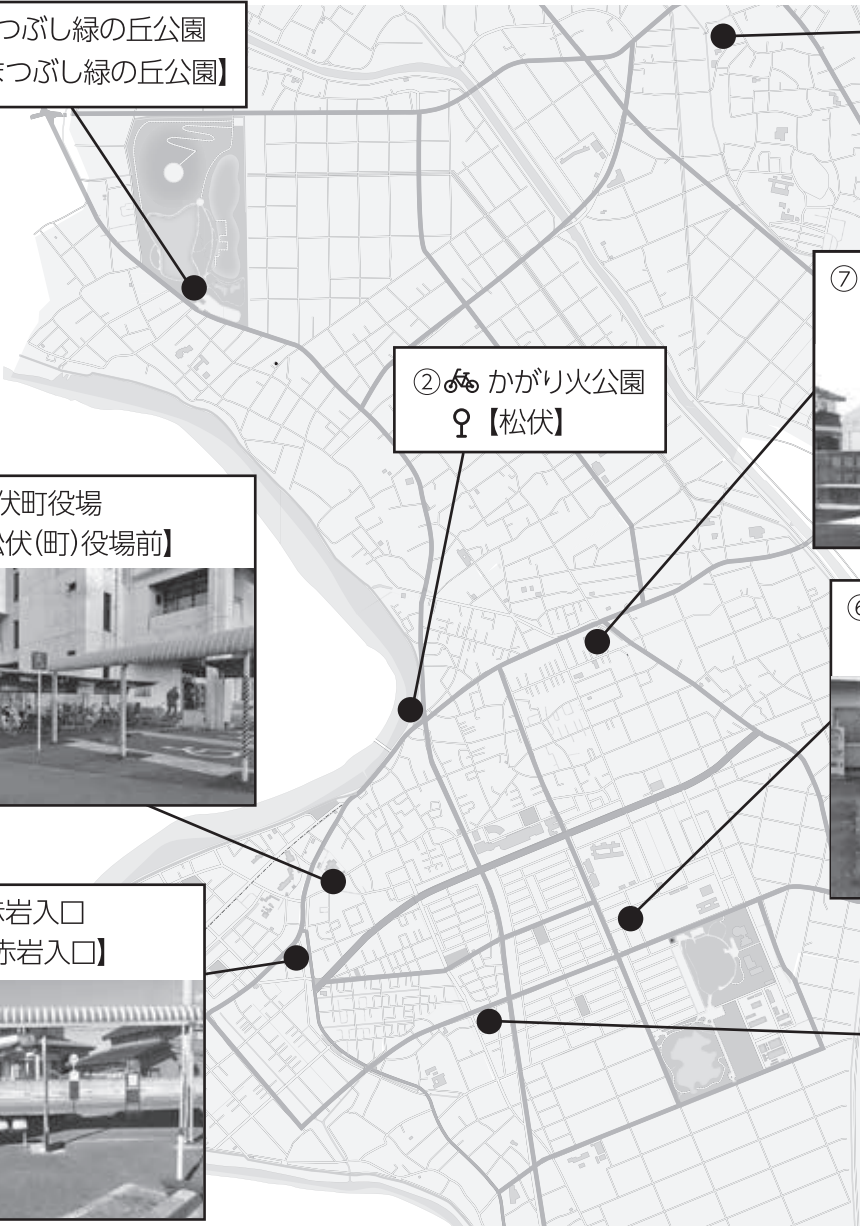 つぶし緑の丘公園
まつぶし緑の丘公園】
⑦
②かがり火公園
【松伏】
伏町役場
松伏(町)役場前】
⑥
赤岩入口
赤岩入口】